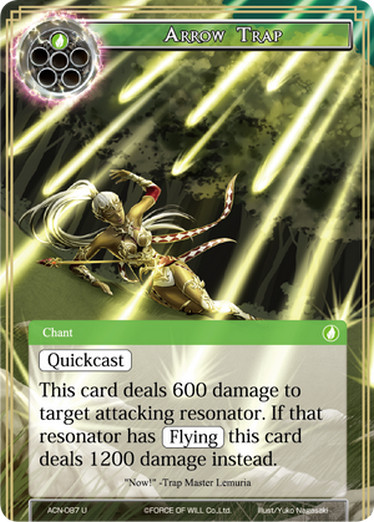 Arrow Trap
Chant
Quickcast
This card deals 600 damage to
target attacking resonator. If that
resonator has Flying this card
deals 1200 damage instead.
"Now!" -Trap Master Lemuria
ACN-087 U ©FORCE OF WILL Co.,Ltd. Illust/Yuko Nagasaki